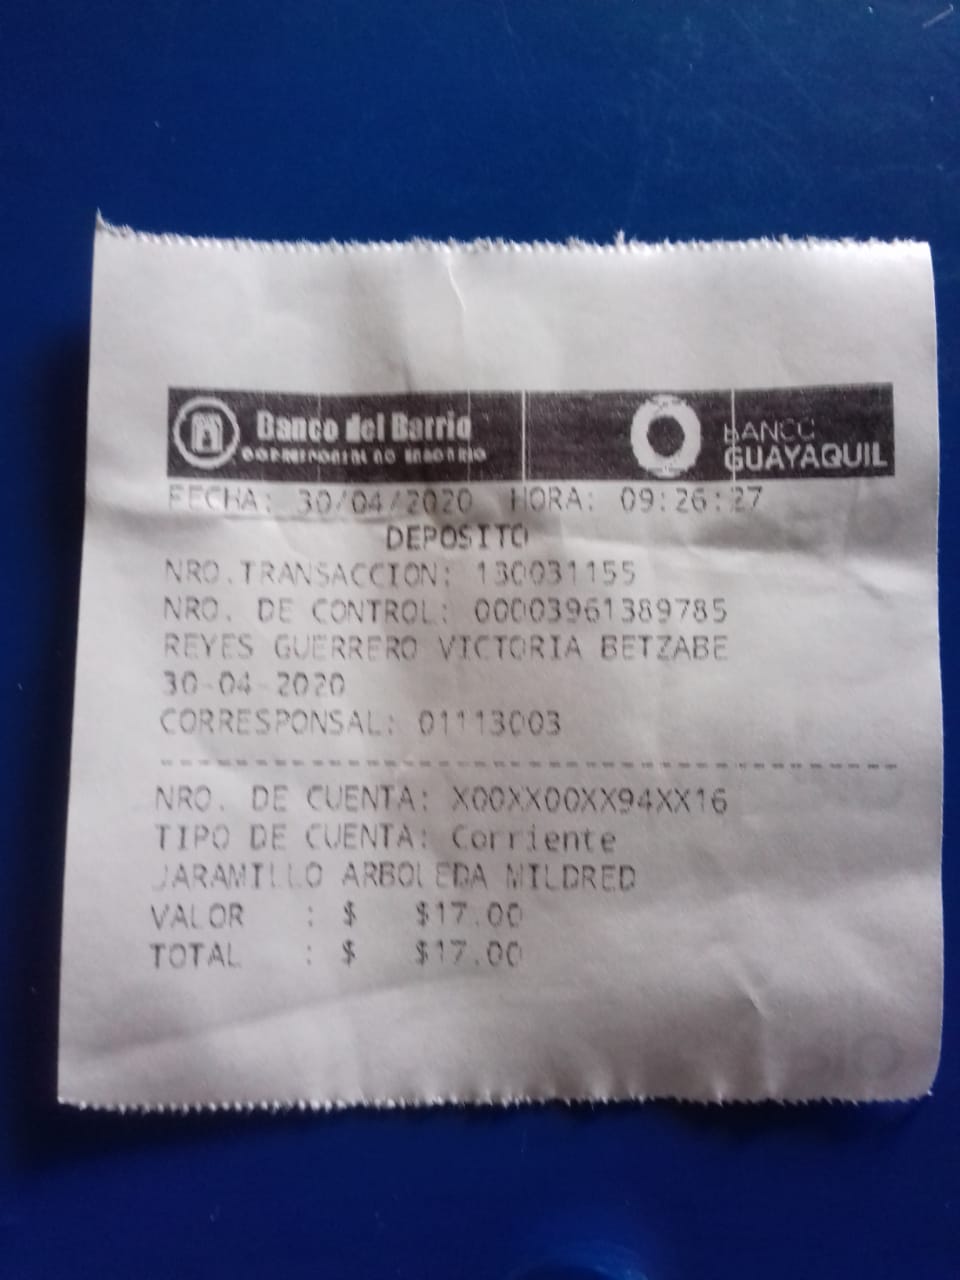 Banco del Barrio
CORRESPONSAL NO BANCARIO
BANCO
GUAYAQUIL
FECHA: 30/04/2020 HORA: 09:26:27
DEPOSITO
NRO.TRANSACCION: 130031155
NRO. DE CONTROL: 00003961389785
REYES GUERRERO VICTORIA BETZABE
30-04-2020
CORRESPONSAL: 01113003
NRO. DE CUENTA: X00XX00XX94XX16
TIPO DE CUENTA: Corriente
JARAMILLO ARBOLEDA MILDRED
VALOR : $ $17.00
TOTAL : $ $17.00